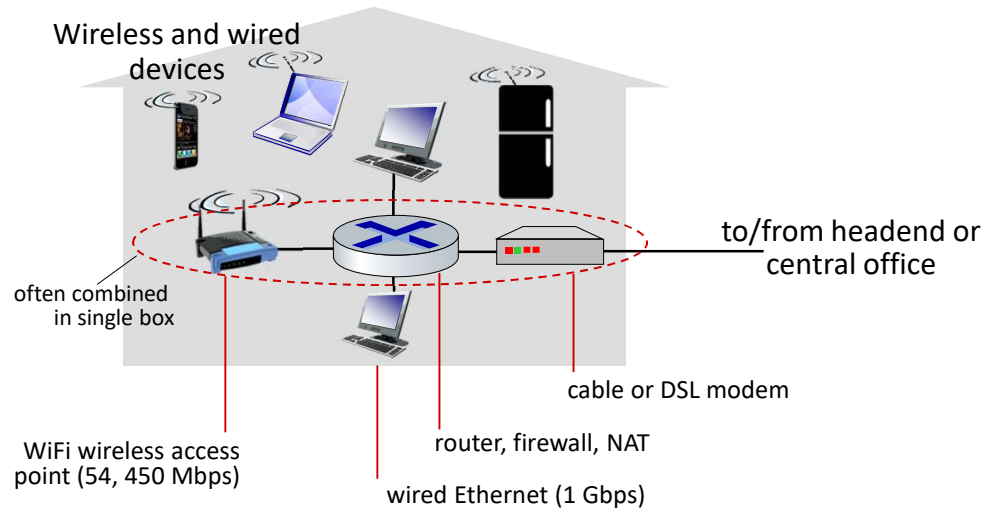 Wireless and wired
devices
to/from headend or
central office
often combined
in single box
cable or DSL modem
WiFi wireless access
point (54, 450 Mbps)
router, firewall, NAT
wired Ethernet (1 Gbps)